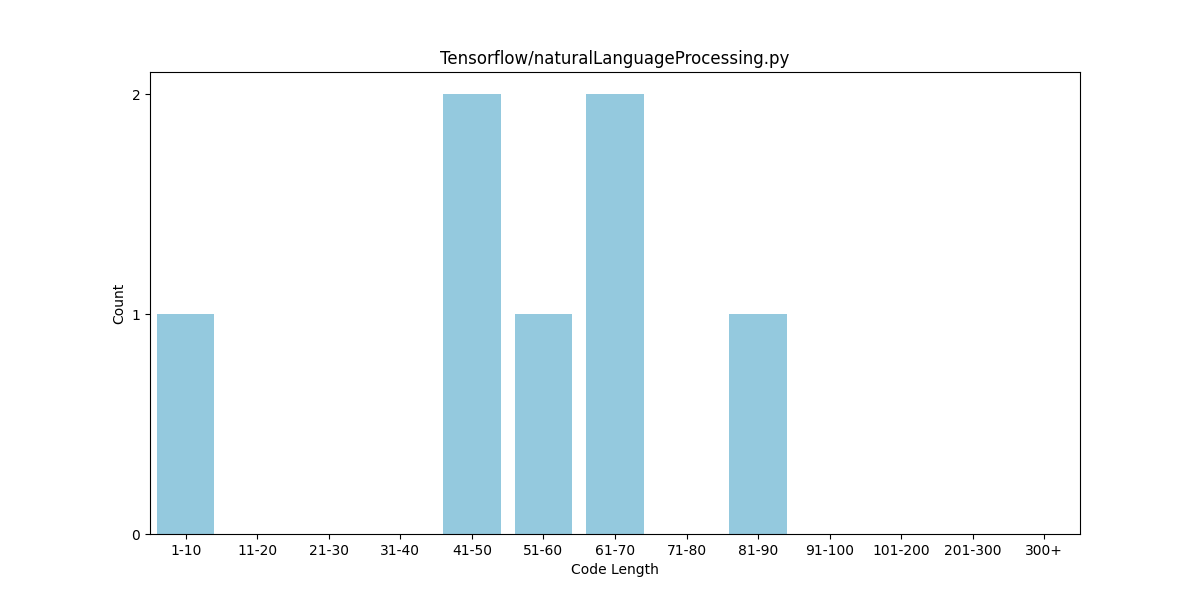 Tensorflow/naturalLanguageProcessing.py
Count
2
1
0
1-10 11-20 21-30 31-40 41-50 51-60 61-70 71-80 81-90 91-100 101-200 201-300 300+
Code Length